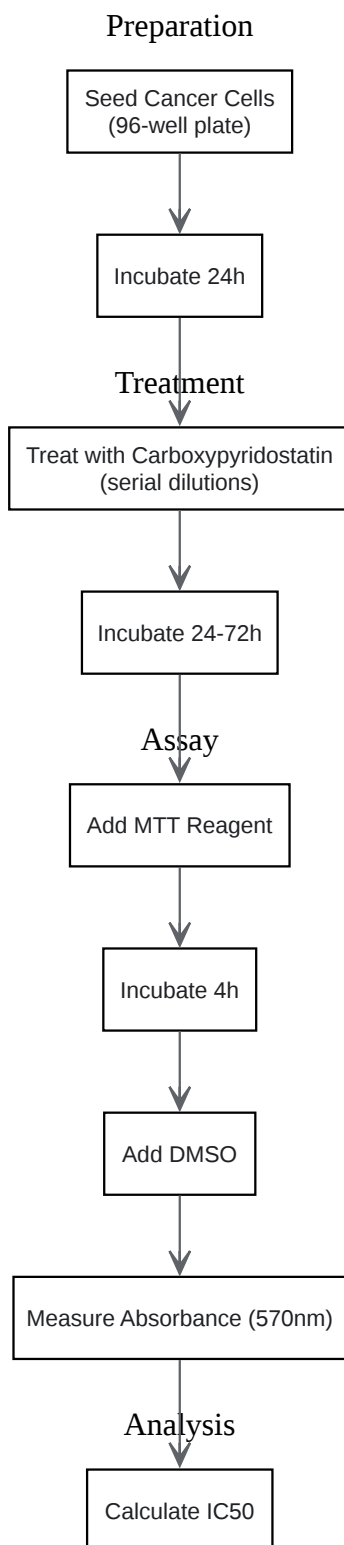 Preparation
Seed Cancer Cells
(96-well plate)
Incubate 24h
Treatment
Treat with Carboxypyridostatin
(serial dilutions)
Incubate 24-72h
Assay
Add MTT Reagent
Incubate 4h
Add DMSO
Measure Absorbance (570nm)
Analysis
Calculate IC50